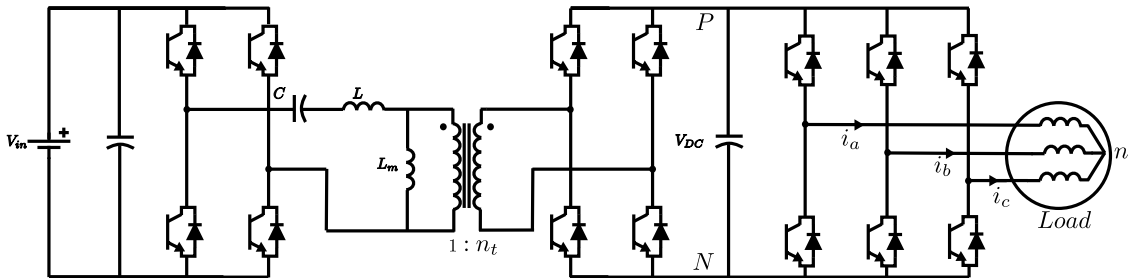 P
C
L
V_in
+
L_m
V_DC
i_a
i_b
n
i_c
Load
1 : n_t
N